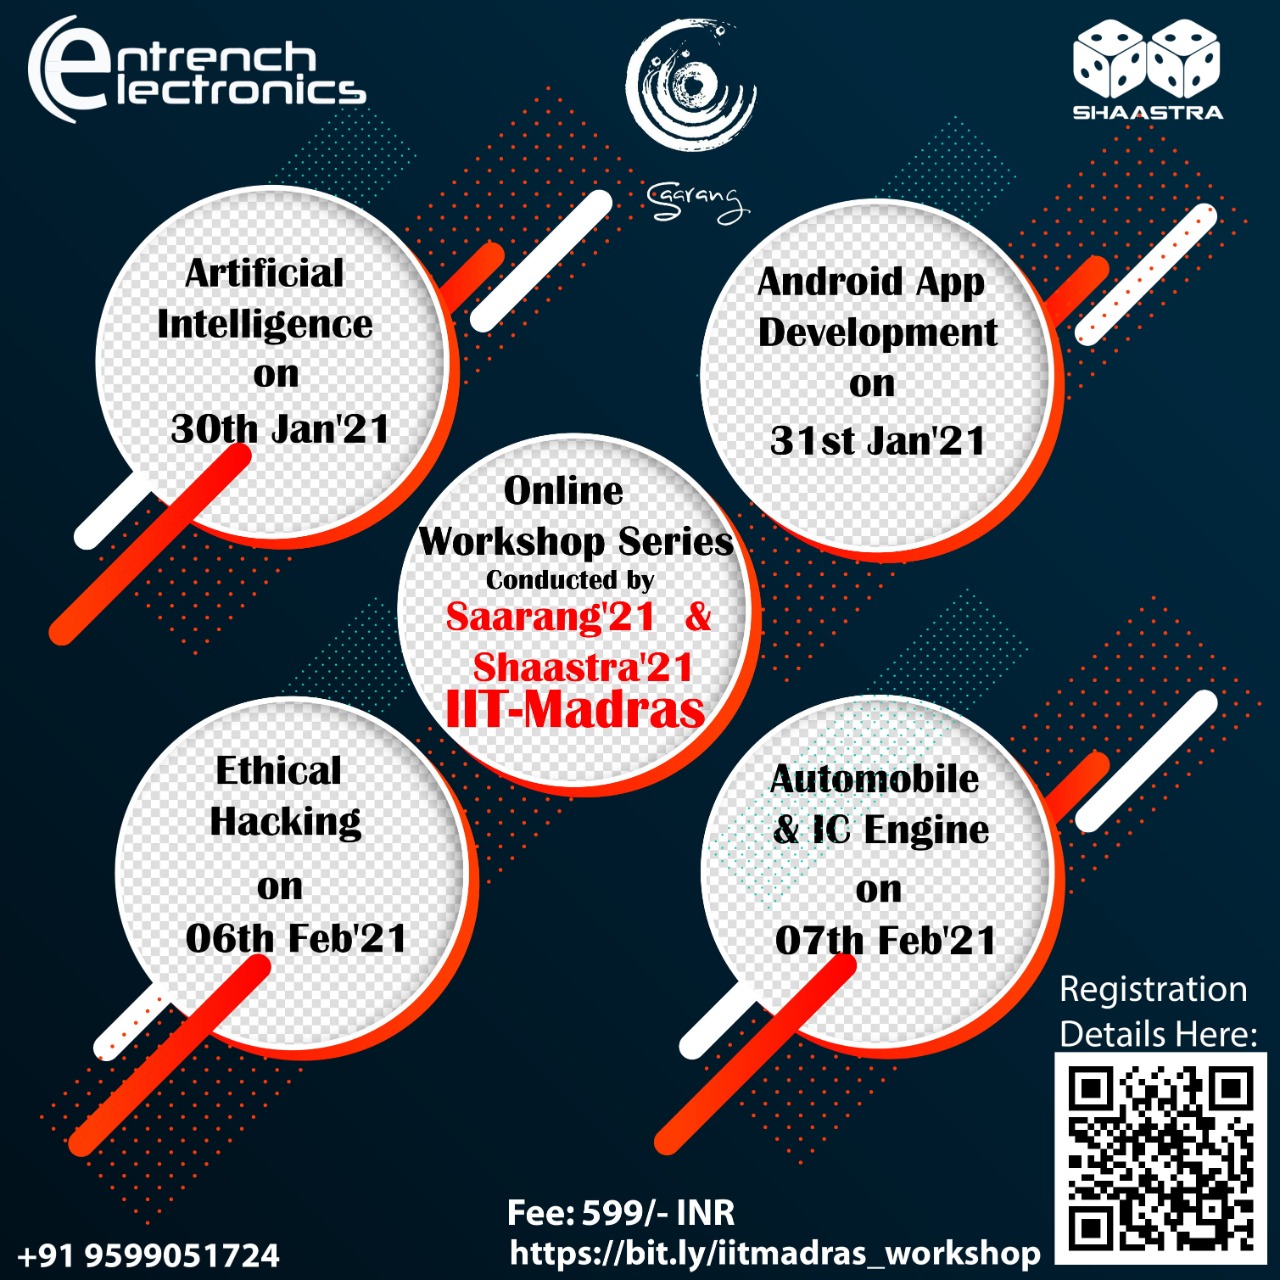 Entrench
Electronics
Saarang
SHAASTRA
Artificial
Intelligence
on
30th Jan'21
Android App
Development
on
31st Jan'21
Online
Workshop Series
Conducted by
Saarang'21 &
Shaastra'21
IIT-Madras
Ethical
Hacking
on
06th Feb'21
Automobile
& IC Engine
on
07th Feb'21
Registration
Details Here:
Fee: 599/- INR
+91 9599051724
https://bit.ly/iitmadras_workshop